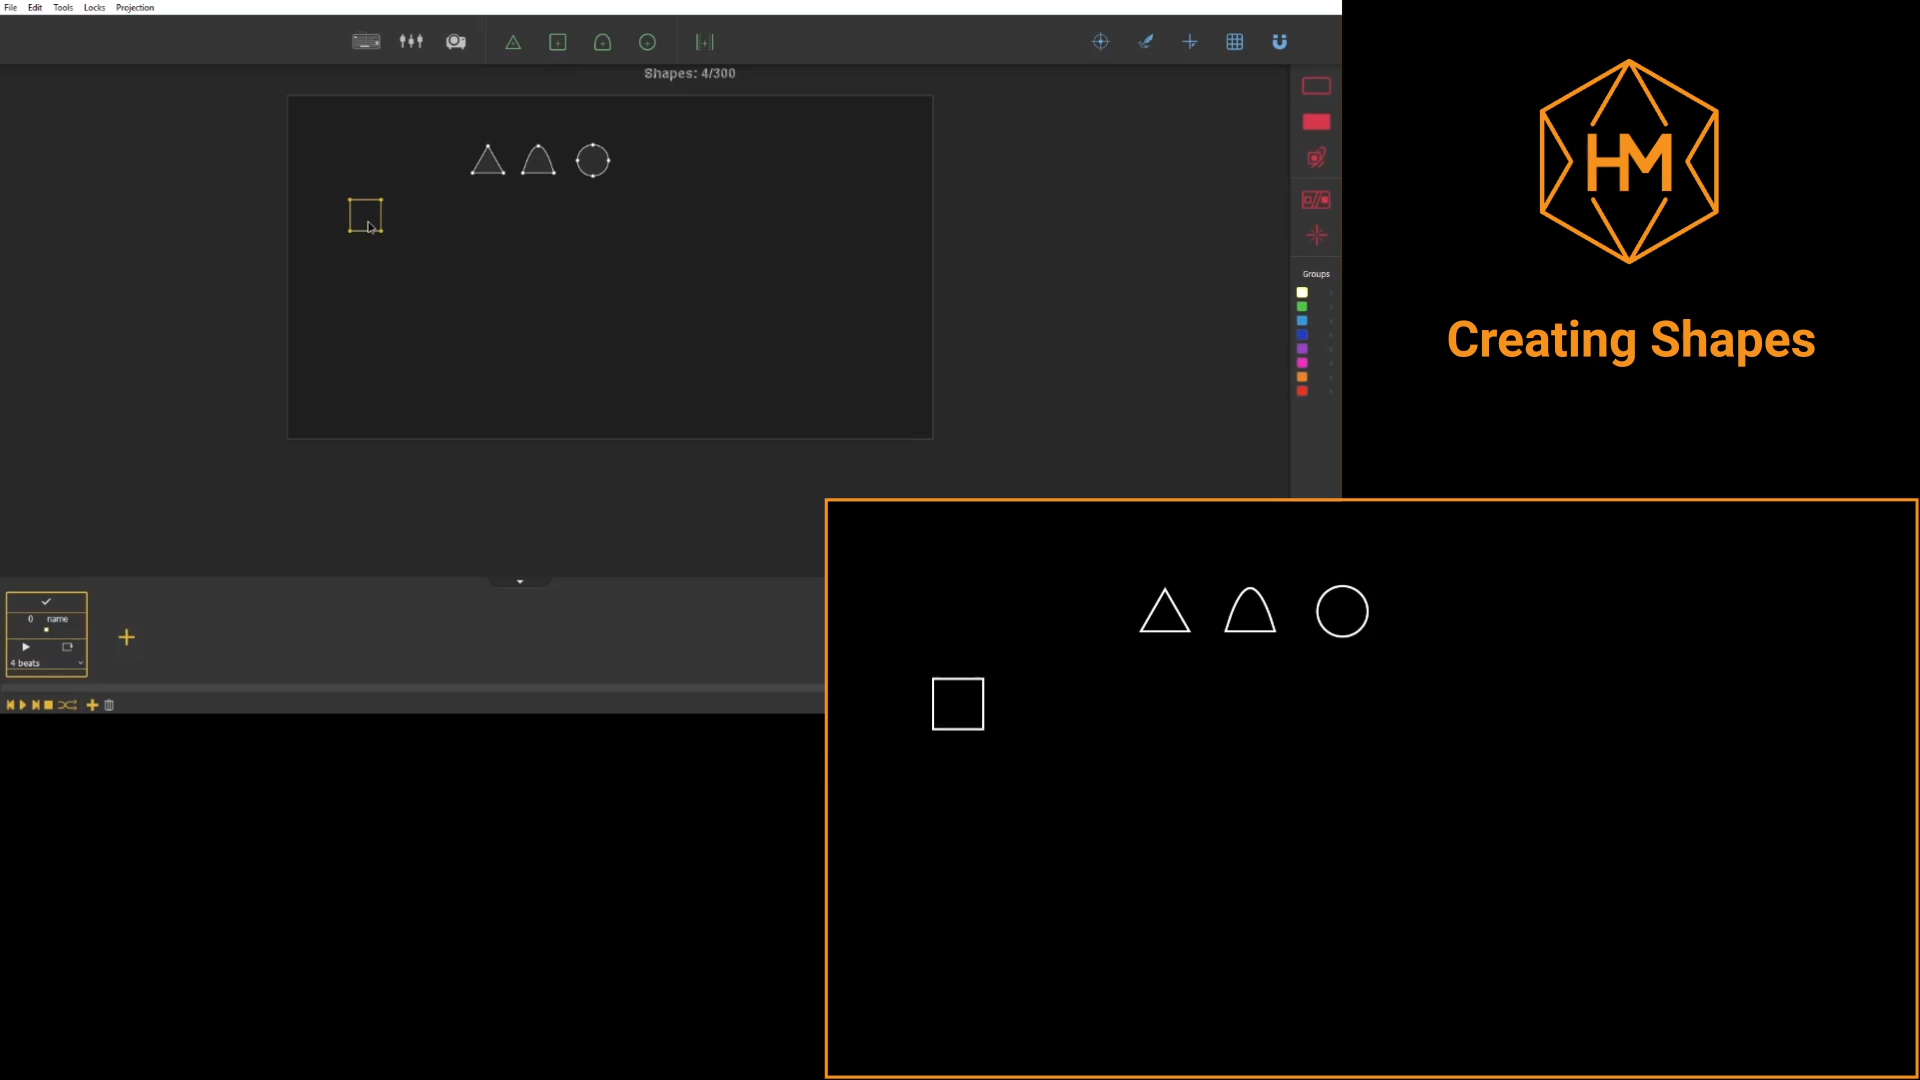 File Edit Tools Locks Projection
Shapes: 4/300
Groups
0 name
4 beats
HM
Creating Shapes